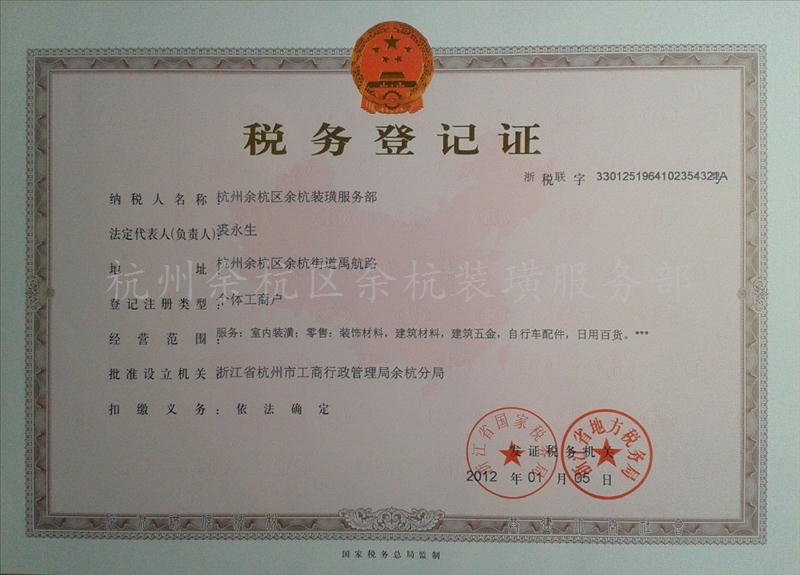 税务登记证
浙 税联 字 3301251964102354321A 号
纳税人名称：杭州余杭区余杭装璜服务部
法定代表人(负责人)：裘永生
地址：杭州余杭区余杭街道禹航路
登记注册类型：个体工商户
经营范围：服务：室内装潢；零售：装饰材料，建筑材料，建筑五金，自行车配件，日用百货。***
批准设立机关：浙江省杭州市工商行政管理局余杭分局
扣缴义务：依法确定
浙江省国家税务局
浙江省地方税务局
发证税务机关
2012 年 01 月 05 日
国家税务总局监制
杭州余杭区余杭装璜服务